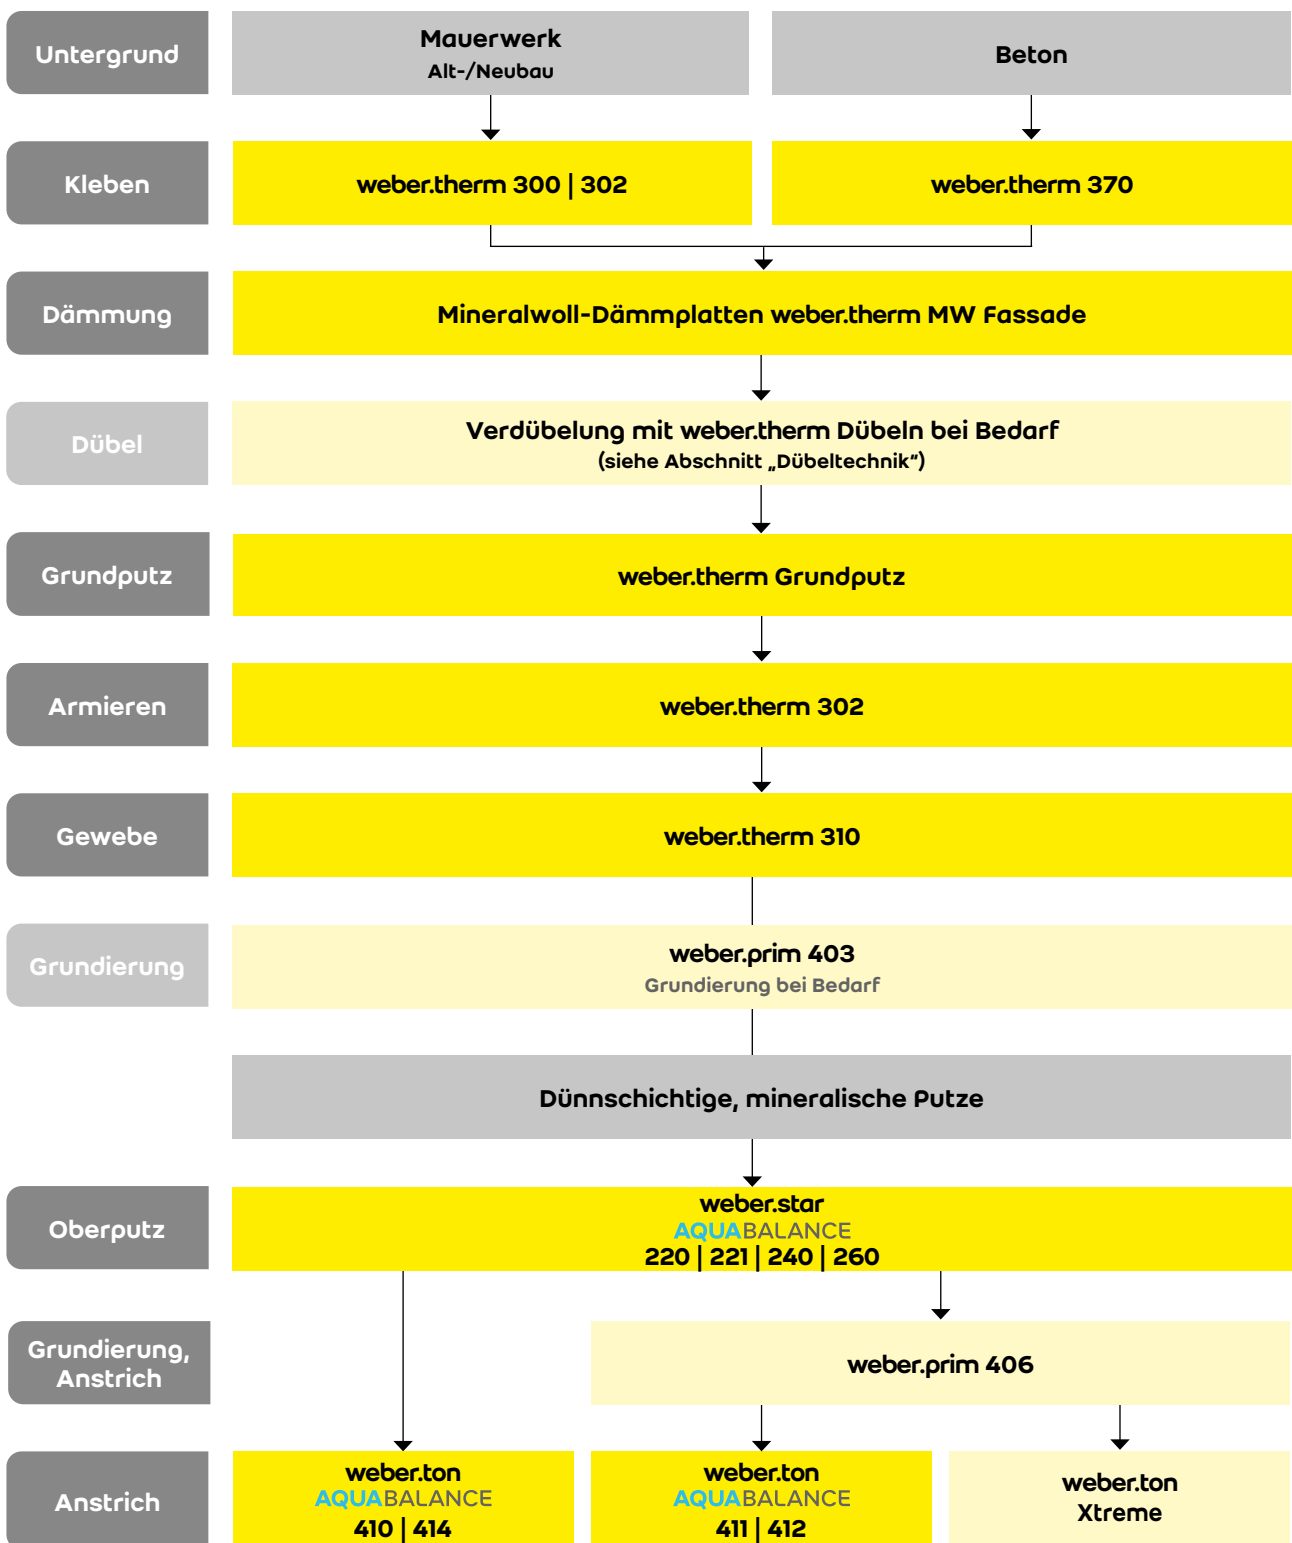 Untergrund
Mauerwerk
Alt-/Neubau
Beton
Kleben
weber.therm 300 | 302
weber.therm 370
Dämmung
Mineralwoll-Dämmplatten weber.therm MW Fassade
Dübel
Verdübelung mit weber.therm Dübeln bei Bedarf
(siehe Abschnitt „Dübeltechnik“)
Grundputz
weber.therm Grundputz
Armieren
weber.therm 302
Gewebe
weber.therm 310
Grundierung
weber.prim 403
Grundierung bei Bedarf
Dünnschichtige, mineralische Putze
Oberputz
weber.star
AQUABALANCE
220 | 221 | 240 | 260
Grundierung,
Anstrich
weber.prim 406
Anstrich
weber.ton
AQUABALANCE
410 | 414
weber.ton
AQUABALANCE
411 | 412
weber.ton
Xtreme